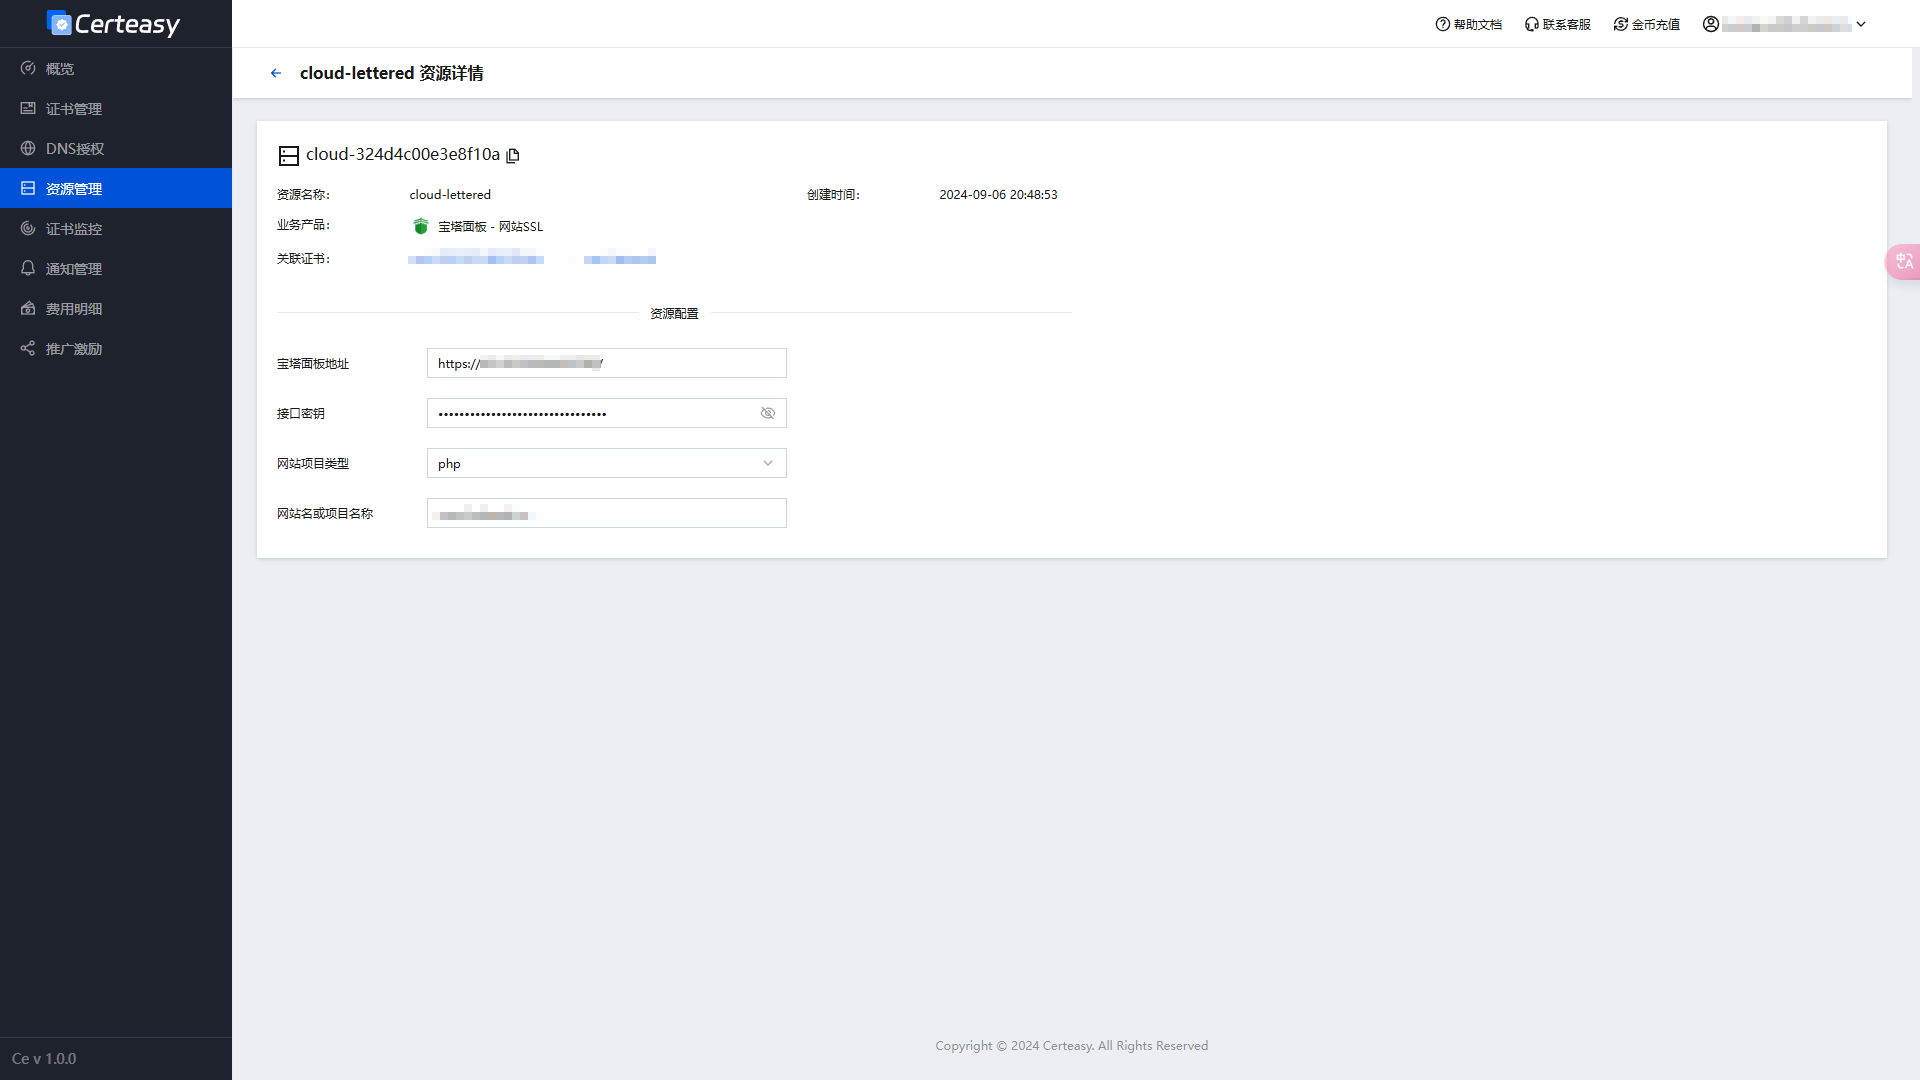 Certeasy
帮助文档
联系客服
金币充值
概览
证书管理
DNS授权
资源管理
证书监控
通知管理
费用明细
推广激励
Ce v 1.0.0
cloud-lettered 资源详情
cloud-324d4c00e3e8f10a
资源名称:
cloud-lettered
创建时间:
2024-09-06 20:48:53
业务产品:
宝塔面板 - 网站SSL
关联证书:
资源配置
宝塔面板地址
https://
/
接口密钥
网站项目类型
php
网站名或项目名称
中A
Copyright © 2024 Certeasy. All Rights Reserved